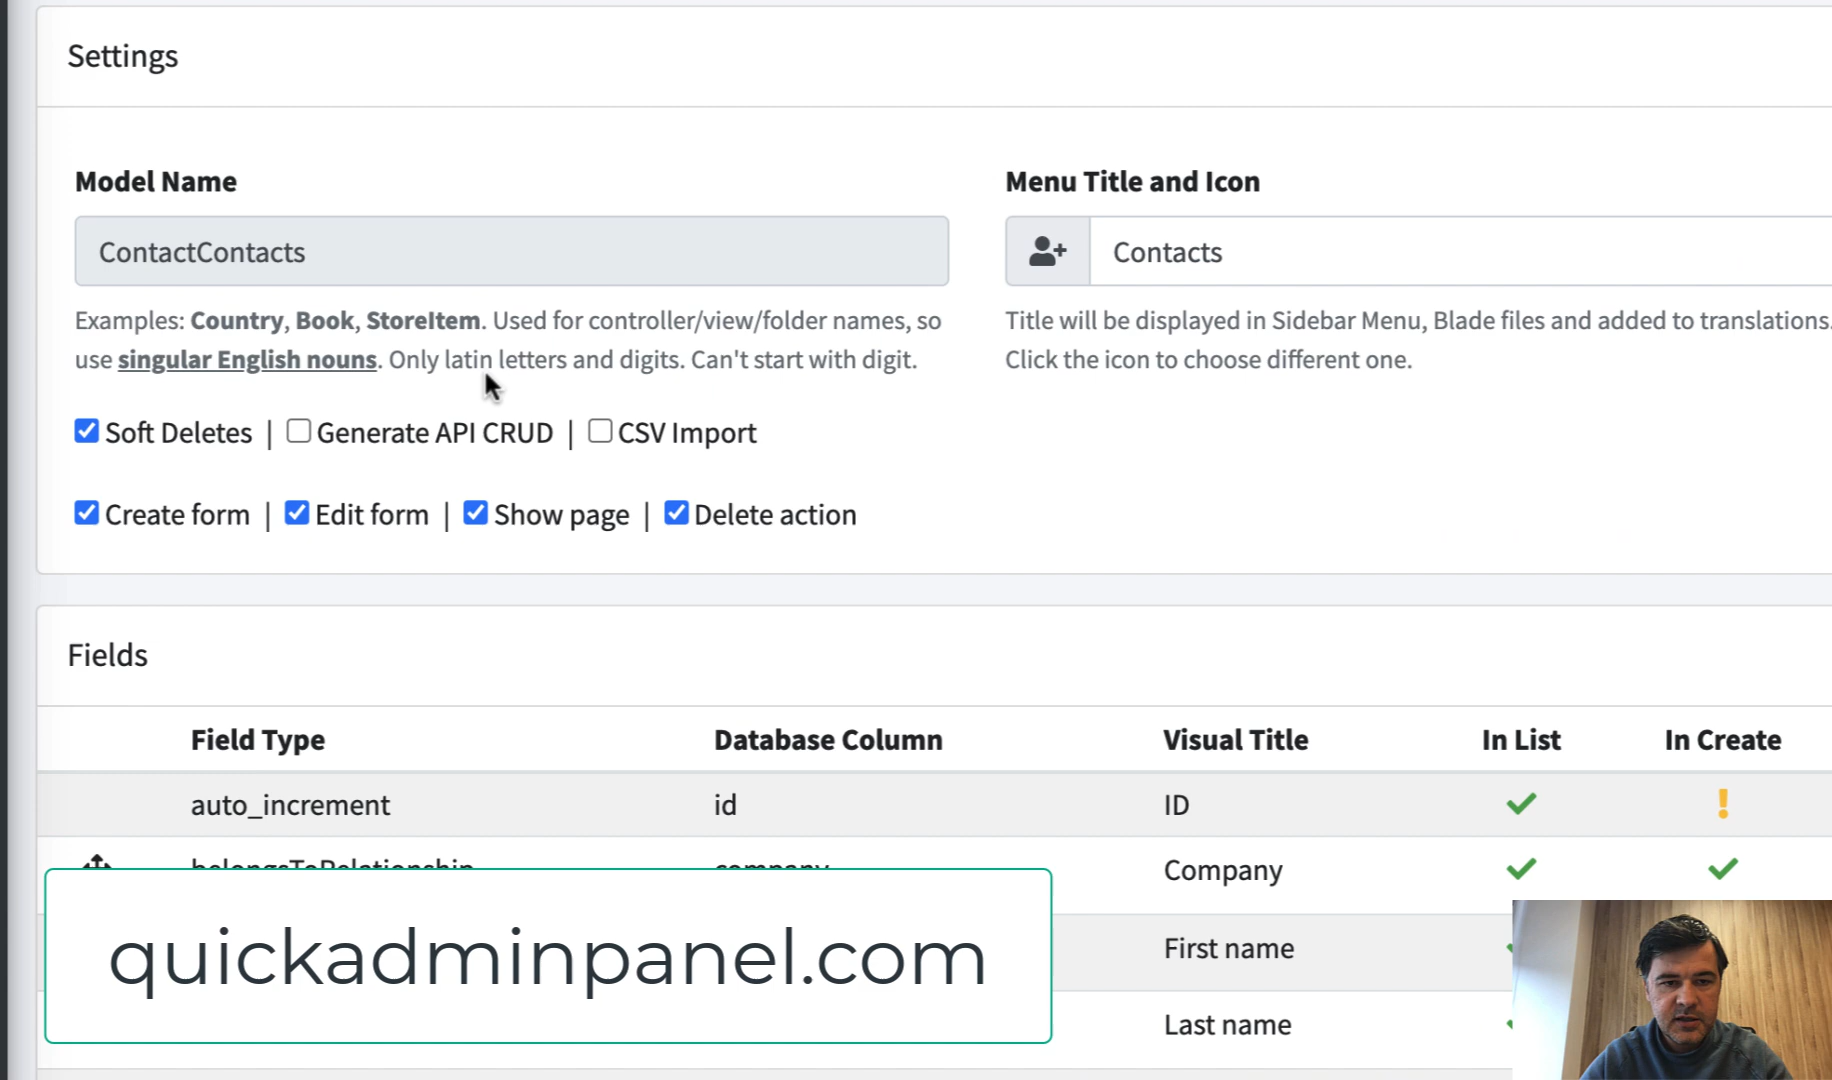 Settings
Model Name
Menu Title and Icon
ContactContacts
Contacts
Examples: Country, Book, StoreItem. Used for controller/view/folder names, so
use singular English nouns. Only latin letters and digits. Can't start with digit.
Title will be displayed in Sidebar Menu, Blade files and added to translations.
Click the icon to choose different one.
Soft Deletes | Generate API CRUD | CSV Import
Create form | Edit form | Show page | Delete action
Fields
Field Type Database Column Visual Title In List In Create
auto_increment id ID
belongsToRelationship company Company
First name
Last name
quickadminpanel.com